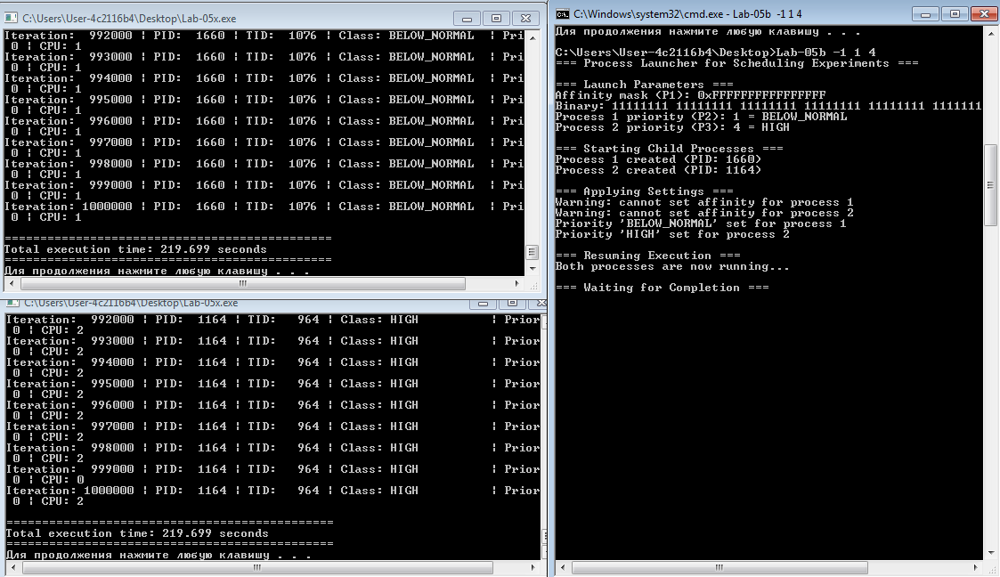 C:\Users\User-4c2116b4\Desktop\Lab-05x.exe
Iteration:  992000 ¦ PID:  1660 ¦ TID:  1076 ¦ Class: BELOW_NORMAL  ¦ Pri
 0 ¦ CPU: 1
Iteration:  993000 ¦ PID:  1660 ¦ TID:  1076 ¦ Class: BELOW_NORMAL  ¦ Pri
 0 ¦ CPU: 1
Iteration:  994000 ¦ PID:  1660 ¦ TID:  1076 ¦ Class: BELOW_NORMAL  ¦ Pri
 0 ¦ CPU: 1
Iteration:  995000 ¦ PID:  1660 ¦ TID:  1076 ¦ Class: BELOW_NORMAL  ¦ Pri
 0 ¦ CPU: 1
Iteration:  996000 ¦ PID:  1660 ¦ TID:  1076 ¦ Class: BELOW_NORMAL  ¦ Pri
 0 ¦ CPU: 1
Iteration:  997000 ¦ PID:  1660 ¦ TID:  1076 ¦ Class: BELOW_NORMAL  ¦ Pri
 0 ¦ CPU: 1
Iteration:  998000 ¦ PID:  1660 ¦ TID:  1076 ¦ Class: BELOW_NORMAL  ¦ Pri
 0 ¦ CPU: 1
Iteration:  999000 ¦ PID:  1660 ¦ TID:  1076 ¦ Class: BELOW_NORMAL  ¦ Pri
 0 ¦ CPU: 1
Iteration: 1000000 ¦ PID:  1660 ¦ TID:  1076 ¦ Class: BELOW_NORMAL  ¦ Pri
 0 ¦ CPU: 1
==============================================
Total execution time: 219.699 seconds
==============================================
Для продолжения нажмите любую клавишу . . .
C:\Users\User-4c2116b4\Desktop\Lab-05x.exe
Iteration:  992000 ¦ PID:  1164 ¦ TID:   964 ¦ Class: HIGH          ¦ Prior
 0 ¦ CPU: 2
Iteration:  993000 ¦ PID:  1164 ¦ TID:   964 ¦ Class: HIGH          ¦ Prior
 0 ¦ CPU: 2
Iteration:  994000 ¦ PID:  1164 ¦ TID:   964 ¦ Class: HIGH          ¦ Prior
 0 ¦ CPU: 2
Iteration:  995000 ¦ PID:  1164 ¦ TID:   964 ¦ Class: HIGH          ¦ Prior
 0 ¦ CPU: 2
Iteration:  996000 ¦ PID:  1164 ¦ TID:   964 ¦ Class: HIGH          ¦ Prior
 0 ¦ CPU: 2
Iteration:  997000 ¦ PID:  1164 ¦ TID:   964 ¦ Class: HIGH          ¦ Prior
 0 ¦ CPU: 2
Iteration:  998000 ¦ PID:  1164 ¦ TID:   964 ¦ Class: HIGH          ¦ Prior
 0 ¦ CPU: 2
Iteration:  999000 ¦ PID:  1164 ¦ TID:   964 ¦ Class: HIGH          ¦ Prior
 0 ¦ CPU: 0
Iteration: 1000000 ¦ PID:  1164 ¦ TID:   964 ¦ Class: HIGH          ¦ Prior
 0 ¦ CPU: 2
==============================================
Total execution time: 219.699 seconds
==============================================
Для продолжения нажмите любую клавишу . . .
C:\Windows\system32\cmd.exe - Lab-05b  -1 1 4
Для продолжения нажмите любую клавишу . . .
C:\Users\User-4c2116b4\Desktop>Lab-05b -1 1 4
=== Process Launcher for Scheduling Experiments ===
=== Launch Parameters ===
Affinity mask (P1): 0xFFFFFFFFFFFFFFFF
Binary: 11111111 11111111 11111111 11111111 11111111 1111111
Process 1 priority (P2): 1 = BELOW_NORMAL
Process 2 priority (P3): 4 = HIGH
=== Starting Child Processes ===
Process 1 created (PID: 1660)
Process 2 created (PID: 1164)
=== Applying Settings ===
Warning: cannot set affinity for process 1
Warning: cannot set affinity for process 2
Priority 'BELOW_NORMAL' set for process 1
Priority 'HIGH' set for process 2
=== Resuming Execution ===
Both processes are now running...
=== Waiting for Completion ===